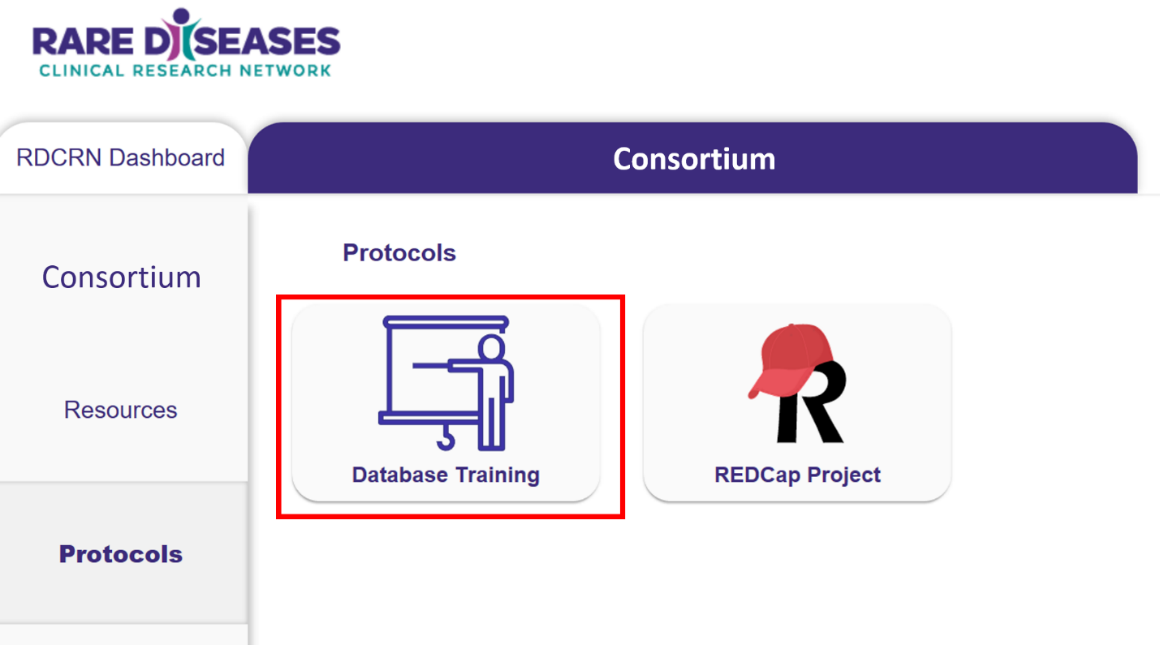 RARE DISEASES
CLINICAL RESEARCH NETWORK
RDCRN Dashboard
Consortium
Consortium
Resources
Protocols
Protocols
Database Training
REDCap Project